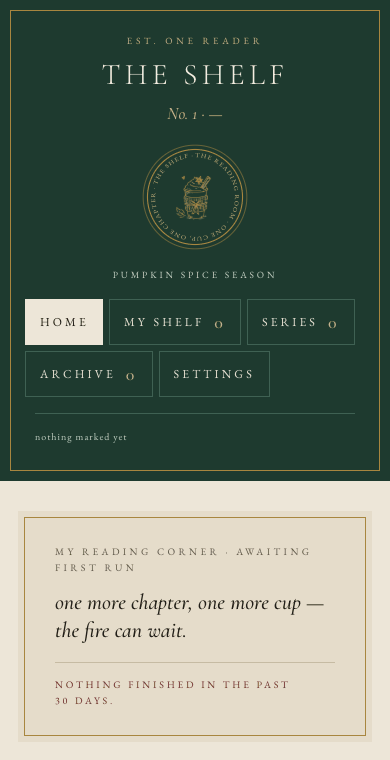 EST. ONE READER
THE SHELF
No. 1 · —
THE SHELF · THE READING ROOM · ONE CUP, ONE CHAPTER ·
PUMPKIN SPICE SEASON
HOME
MY SHELF 0
SERIES 0
ARCHIVE 0
SETTINGS
nothing marked yet
MY READING CORNER · AWAITING
FIRST RUN
one more chapter, one more cup —
the fire can wait.
NOTHING FINISHED IN THE PAST
30 DAYS.